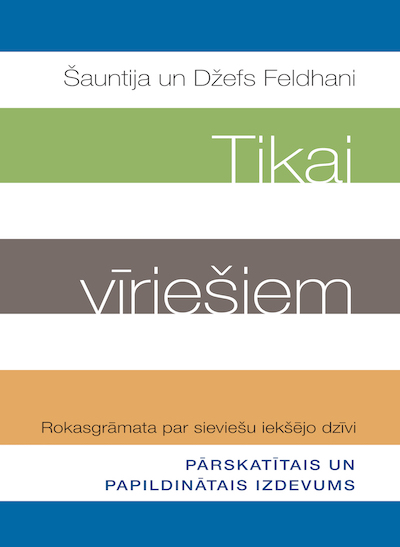 Šauntija un Džefs Feldhani
Tikai
vīriešiem
Rokasgrāmata par sieviešu iekšējo dzīvi
PĀRSKATĪTAIS UN
PAPILDINĀTAIS IZDEVUMS